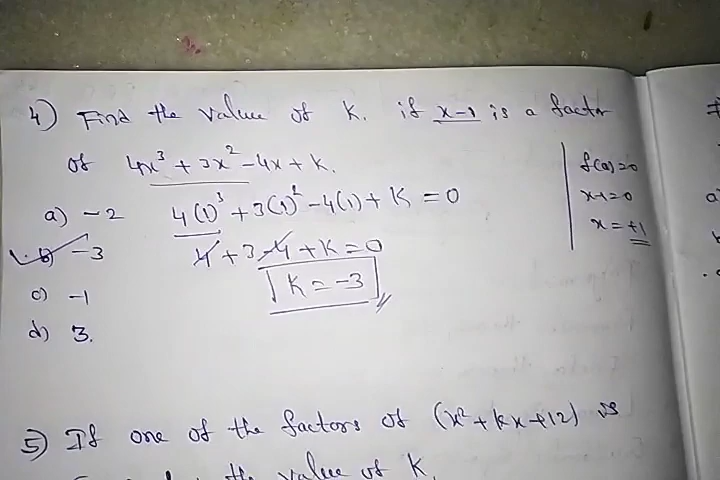 4) Find the value of K. if x-1 is a factor
of 4x³ + 3x² - 4x + k.
f(a)=0
x-1=0
x = +1
a) -2
4(1)³ + 3(1)² - 4(1) + K = 0
b) -3
4 + 3 - 4 + K = 0
c) -1
K = -3
d) 3.
5) If one of the factors of (x² + kx + 12) is
the value of K.